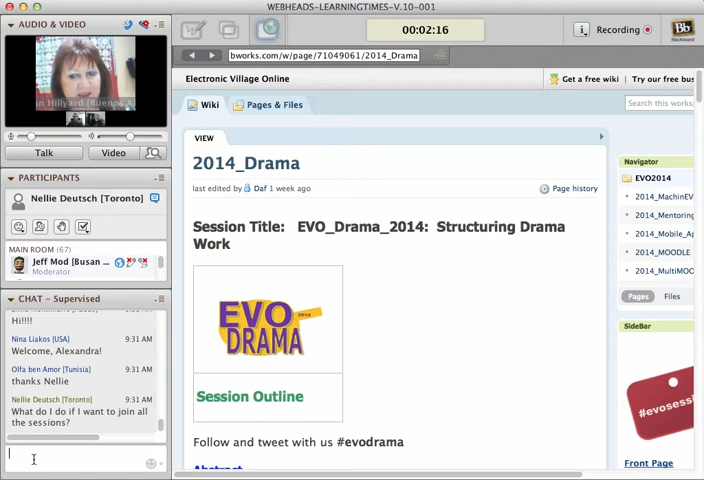 WEBHEADS-LEARNINGTIMES-V.10-001
AUDIO & VIDEO
n Hillyard [Buenos A
Talk
Video
PARTICIPANTS
Nellie Deutsch [Toronto]
MAIN ROOM (67)
Jeff Mod [Busan ...
Moderator
CHAT - Supervised
Hi!!!!
Nina Liakos [USA] 9:31 AM
Welcome, Alexandra!
Olfa ben Amor [Tunisia] 9:31 AM
thanks Nellie
Nellie Deutsch [Toronto] 9:31 AM
What do I do if I want to join all
the sessions?
00:02:16
Recording
Bb
bworks.com/w/page/71049061/2014_Drama
Electronic Village Online
Get a free wiki
Try our free bus
Wiki
Pages & Files
Search this works
VIEW
2014_Drama
last edited by Daf 1 week ago
Page history
Session Title: EVO_Drama_2014: Structuring Drama
Work
EVO
DRAMA
Session Outline
Follow and tweet with us #evodrama
Abstract
Navigator
EVO2014
2014_MachinEV
2014_Mentoring
2014_Mobile_Ap
2014_MOODLE
2014_MultiMOO
Pages
Files
SideBar
#evosessi
Front Page